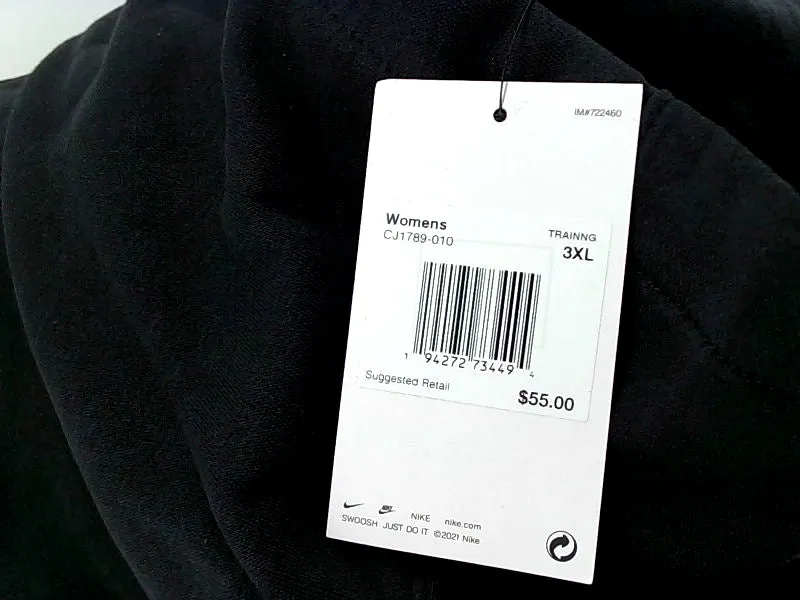 IM#722460
Womens
CJ1789-010
TRAINNG
3XL
1 94272 73449 4
Suggested Retail
$55.00
NIKE nike.com
SWOOSH JUST DO IT ©2021 Nike